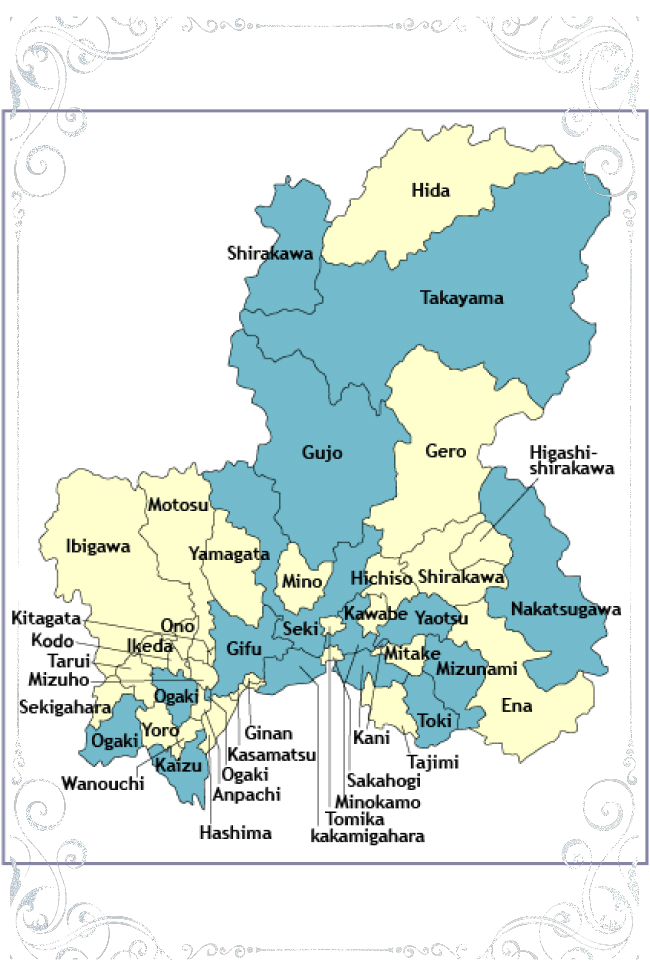 Hida
Shirakawa
Takayama
Gujo
Gero
Higashi-
shirakawa
Motosu
Ibigawa
Yamagata
Mino
Hichiso
Shirakawa
Nakatsugawa
Kitagata
Ono
Kawabe
Yaotsu
Kodo
Ikeda
Gifu
Seki
Tarui
Mitake
Mizuho
Mizunami
Sekigahara
Ogaki
Ena
Ogaki
Yoro
Toki
Kani
Ginan
Kasamatsu
Tajimi
Kaizu
Ogaki
Wanouchi
Sakahogi
Anpachi
Minokamo
Tomika
Hashima
kakamigahara